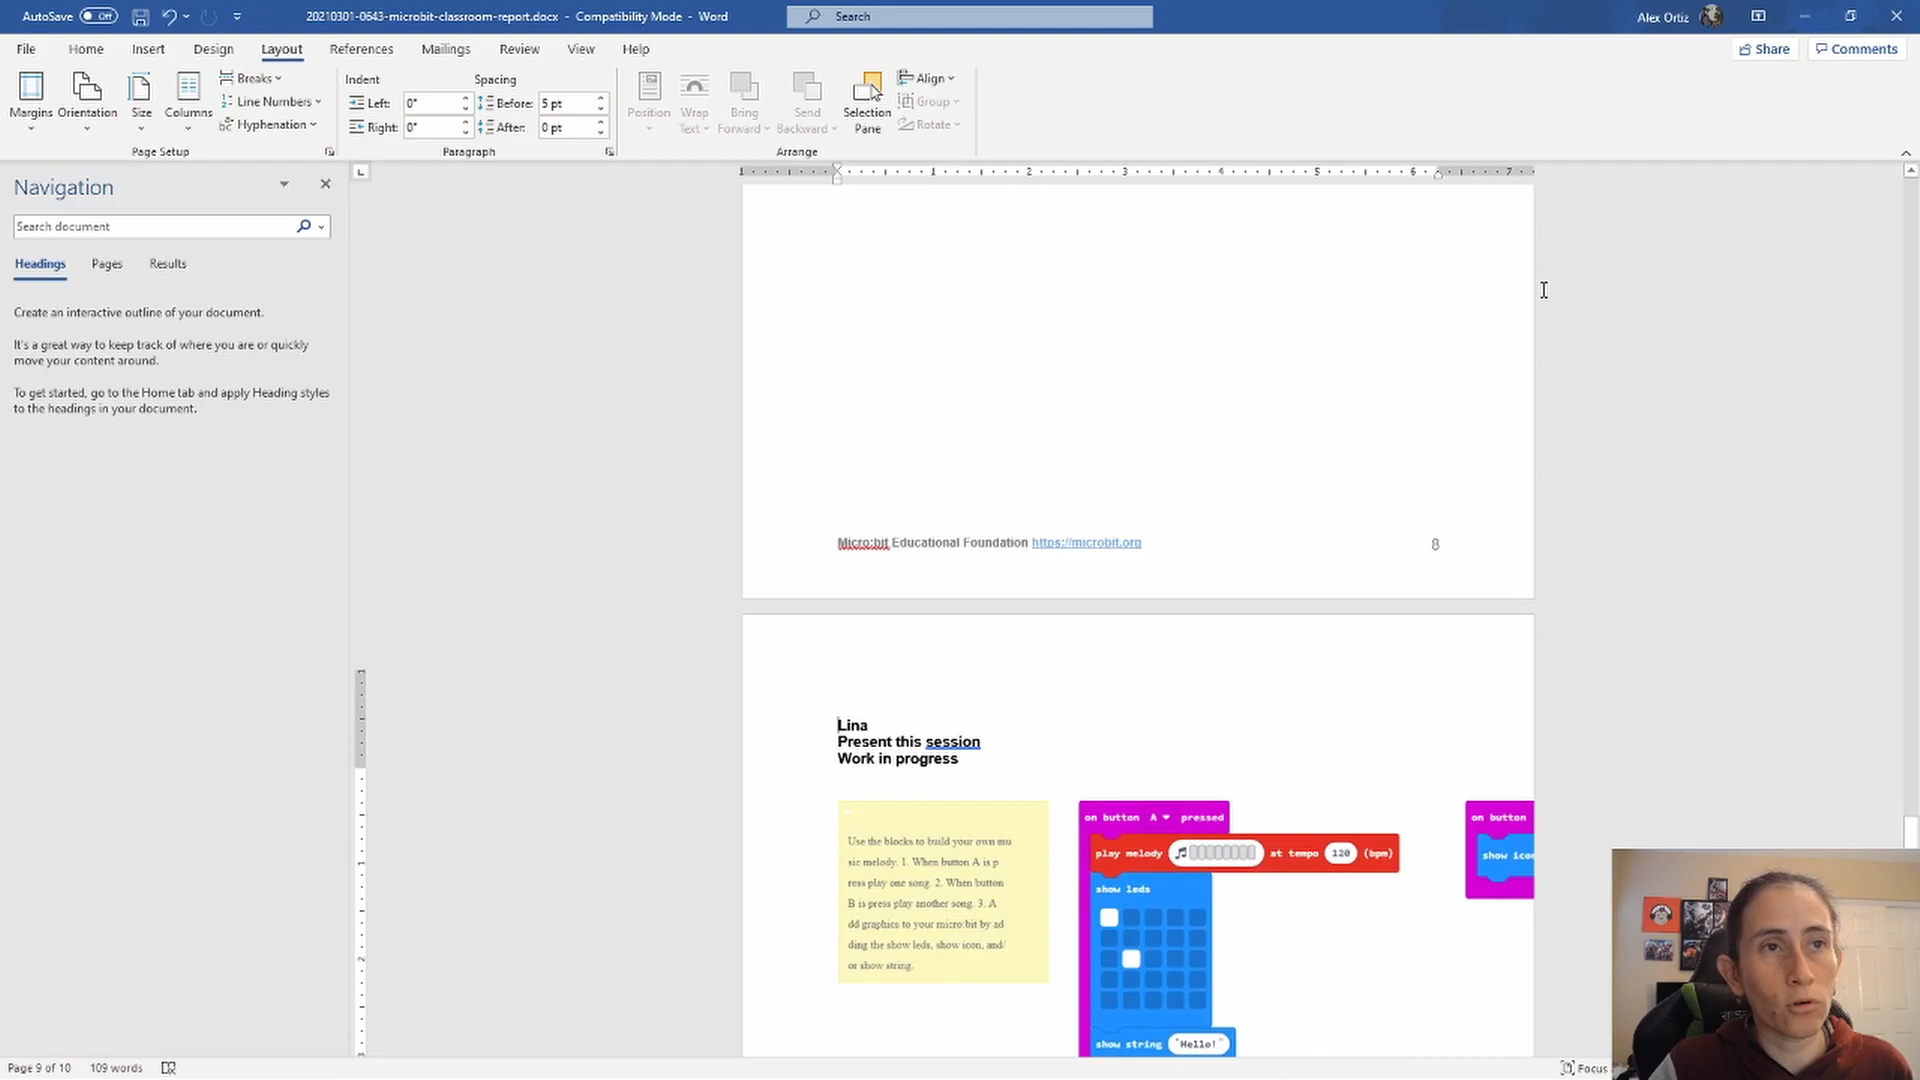 AutoSave Off
20210301-0643-microbit-classroom-report.docx - Compatibility Mode - Word
Search
Alex Ortiz
File Home Insert Design Layout References Mailings Review View Help
Share Comments
Margins Orientation Size Columns
Breaks
Line Numbers
Hyphenation
Page Setup
Indent Spacing
Left: 0" Before: 5 pt
Right: 0" After: 0 pt
Paragraph
Position
Wrap
Text
Bring
Forward
Send
Backward
Selection
Pane
Align
Group
Rotate
Arrange
Navigation
Search document
Headings Pages Results
Create an interactive outline of your document.
It's a great way to keep track of where you are or quickly
move your content around.
To get started, go to the Home tab and apply Heading styles
to the headings in your document.
1 1 2 3 4 5 6 7
Micro:bit Educational Foundation https://microbit.org 8
Lina
Present this session
Work in progress
Use the blocks to build your own mu
sic melody. 1. When button A is p
ress play one song. 2. When button
B is press play another song. 3. A
dd graphics to your micro:bit by ad
ding the show leds, show icon, and/
or show string.
on button A pressed
play melody at tempo 120 (bpm)
show leds
show string "Hello!"
on button
show icon
Page 9 of 10 109 words
Focus